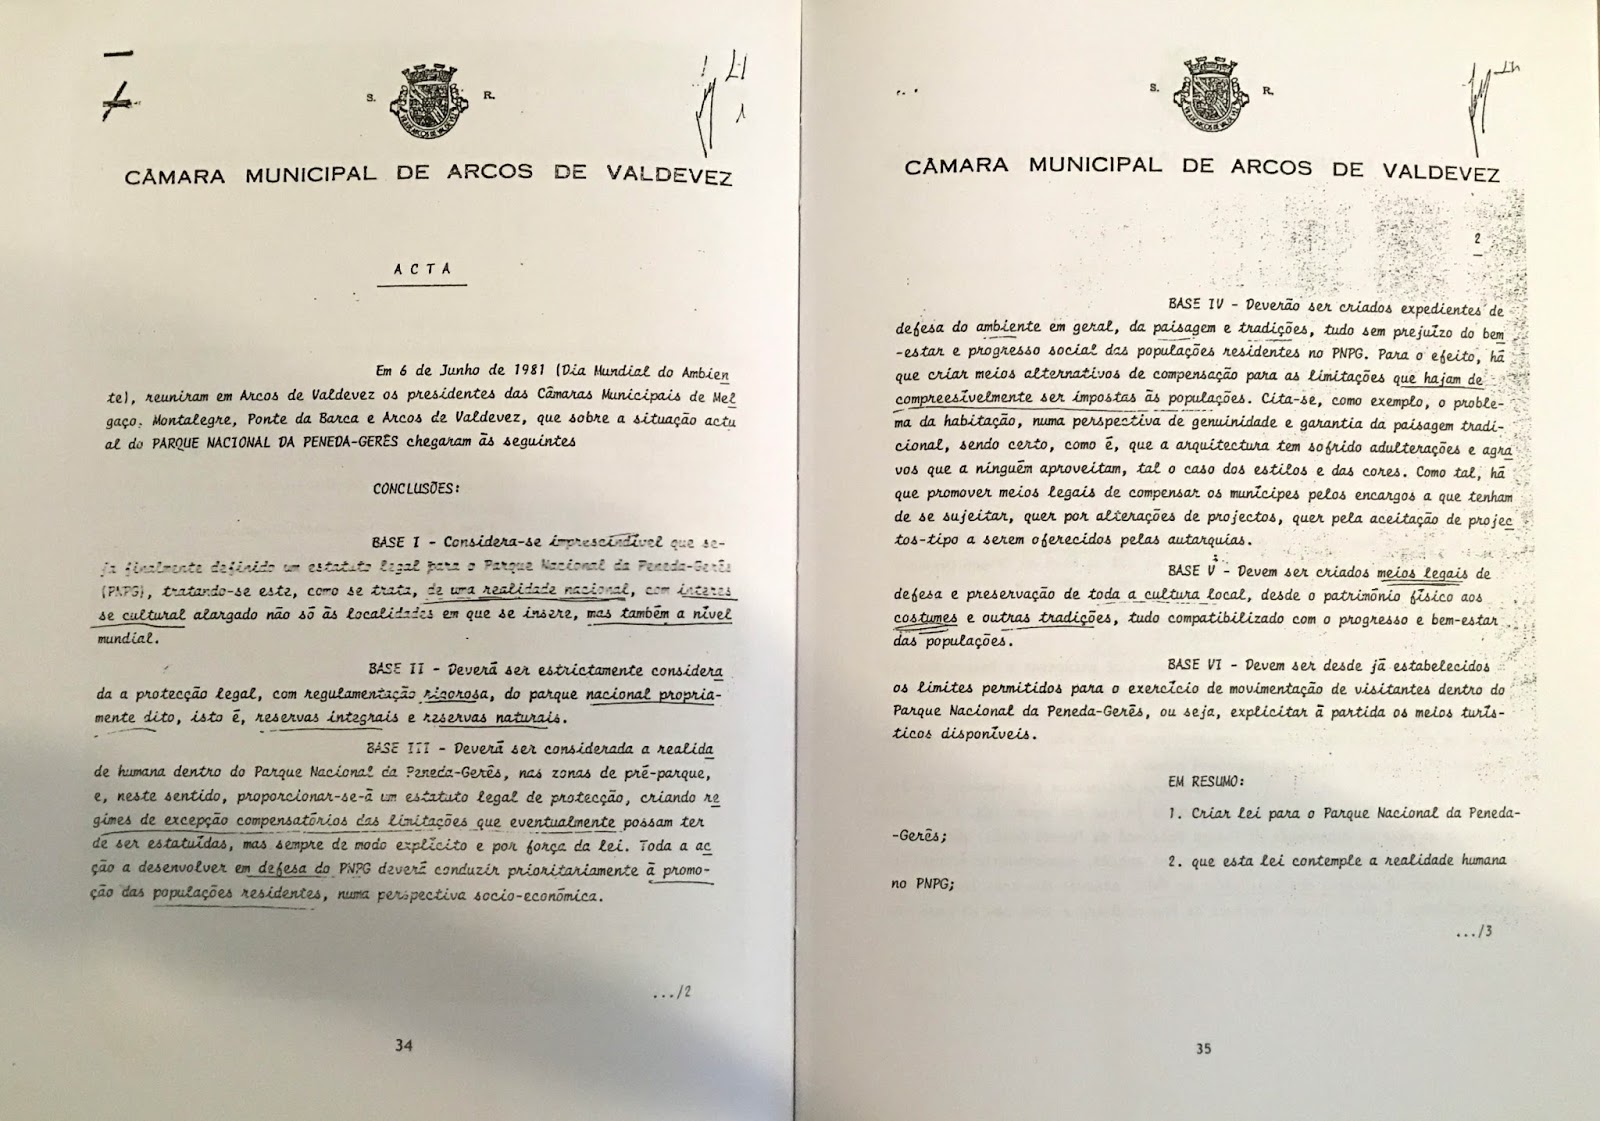 S. R.
CÂMARA MUNICIPAL DE ARCOS DE VALDEVEZ
ACTA
Em 6 de Junho de 1981 (Dia Mundial do Ambien
te), reuniram em Arcos de Valdevez os presidentes das Câmaras Municipais de Mel
gaço, Montalegre, Ponte da Barca e Arcos de Valdevez, que sobre a situação actu
al do PARQUE NACIONAL DA PENEDA-GERÊS chegaram às seguintes
CONCLUSÕES:
BASE I - Considera-se imprescindível que se-
ja finalmente definido um estatuto legal para o Parque Nacional da Peneda-Gerês
(PNPG), tratando-se este, como se trata, de uma realidade nacional, com interes
se cultural alargado não só às localidades em que se insere, mas também a nível
mundial.
BASE II - Deverá ser estrictamente considera
da a protecção legal, com regulamentação rigorosa, do parque nacional propria-
mente dito, isto é, reservas integrais e reservas naturais.
BASE III - Deverá ser considerada a realida
de humana dentro do Parque Nacional da Peneda-Gerês, nas zonas de pré-parque,
e, neste sentido, proporcionar-se-à um estatuto legal de protecção, criando re
gimes de excepção compensatórios das limitações que eventualmente possam ter
de ser estatuídas, mas sempre de modo explícito e por força da lei. Toda a ac
ção a desenvolver em defesa do PNPG deverá conduzir prioritariamente à promo-
ção das populações residentes, numa perspectiva socio-económica.
.../2
34
S. R.
CÂMARA MUNICIPAL DE ARCOS DE VALDEVEZ
2
BASE IV - Deverão ser criados expedientes de
defesa do ambiente em geral, da paisagem e tradições, tudo sem prejuízo do bem
-estar e progresso social das populações residentes no PNPG. Para o efeito, há
que criar meios alternativos de compensação para as limitações que hajam de
compreesivelmente ser impostas às populações. Cita-se, como exemplo, o proble-
ma da habitação, numa perspectiva de genuinidade e garantia da paisagem tradi-
cional, sendo certo, como é, que a arquitectura tem sofrido adulterações e agra
vos que a ninguém aproveitam, tal o caso dos estilos e das cores. Como tal, há
que promover meios legais de compensar os munícipes pelos encargos a que tenham
de se sujeitar, quer por alterações de projectos, quer pela aceitação de projec
tos-tipo a serem oferecidos pelas autarquias.
BASE V - Devem ser criados meios legais de
defesa e preservação de toda a cultura local, desde o património físico aos
costumes e outras tradições, tudo compatibilizado com o progresso e bem-estar
das populações.
BASE VI - Devem ser desde já estabelecidos
os limites permitidos para o exercício de movimentação de visitantes dentro do
Parque Nacional da Peneda-Gerês, ou seja, explicitar à partida os meios turís-
ticos disponíveis.
EM RESUMO:
1. Criar lei para o Parque Nacional da Peneda-
-Gerês;
2. que esta lei contemple a realidade humana
no PNPG;
.../3
35